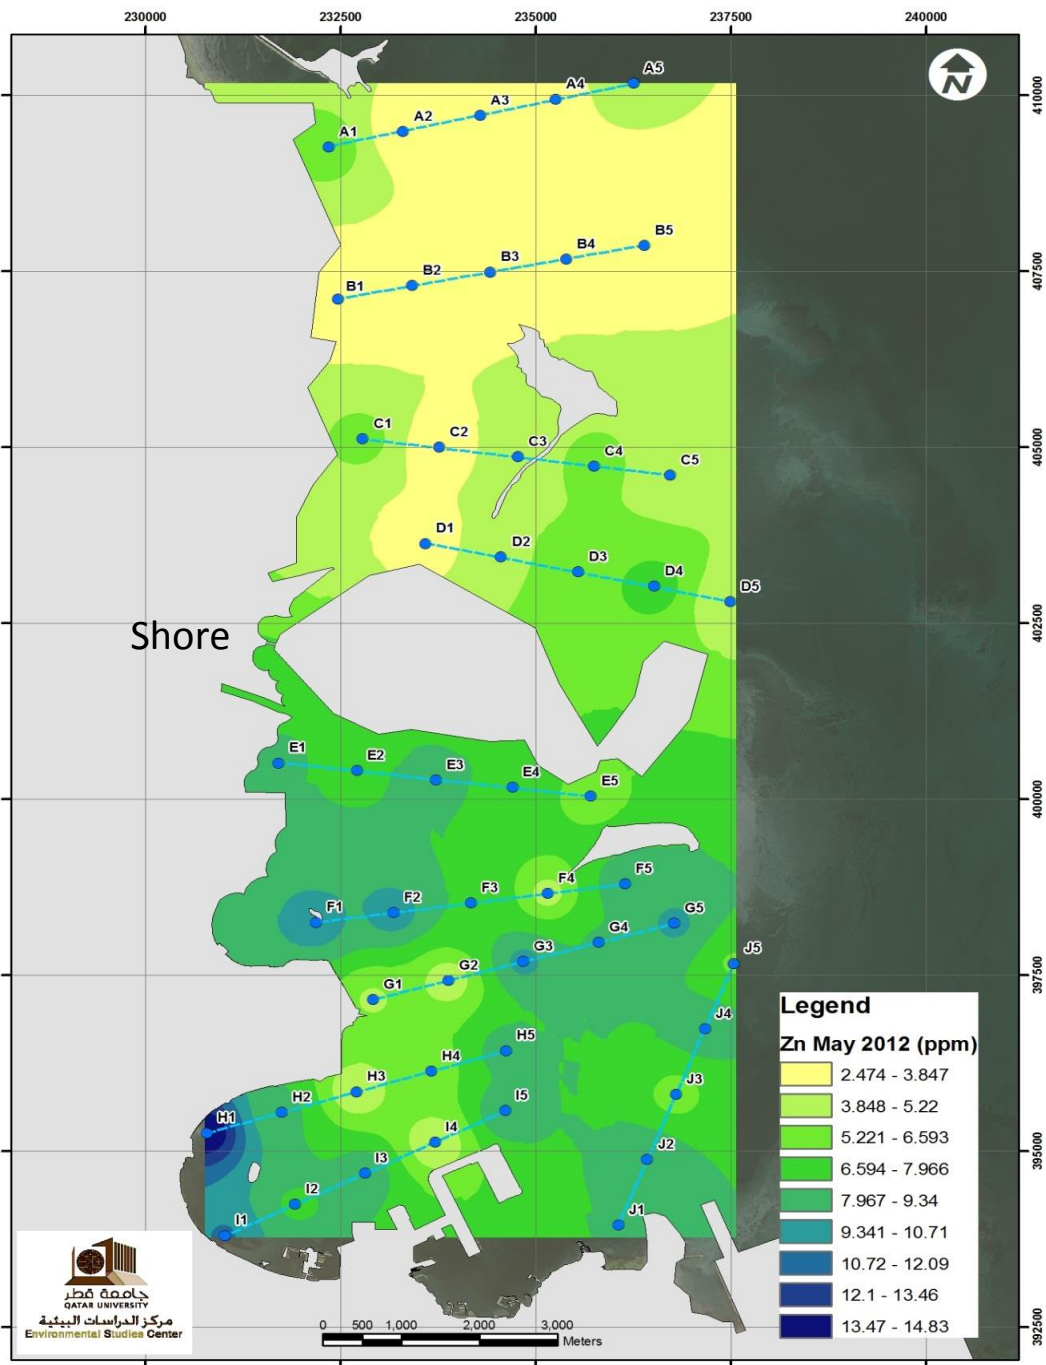 230000 232500 235000 237500 240000
A5
A4
A3
A2
A1
410000
B5
B4
B3
B2
B1
407500
C1
C2
C3
C4
C5
405000
D1
D2
D3
D4
D5
402500
Shore
E1
E2
E3
E4
E5
400000
F1
F2
F3
F4
F5
G1
G2
G3
G4
G5
397500
H1
H2
H3
H4
H5
I1
I2
I3
I4
I5
395000
J1
J2
J3
J4
J5
392500
N
Legend
Zn May 2012 (ppm)
2.474 - 3.847
3.848 - 5.22
5.221 - 6.593
6.594 - 7.966
7.967 - 9.34
9.341 - 10.71
10.72 - 12.09
12.1 - 13.46
13.47 - 14.83
جامعة قطر
QATAR UNIVERSITY
مركز الدراسات البيئية
Environmental Studies Center
0 500 1,000 2,000 3,000
Meters